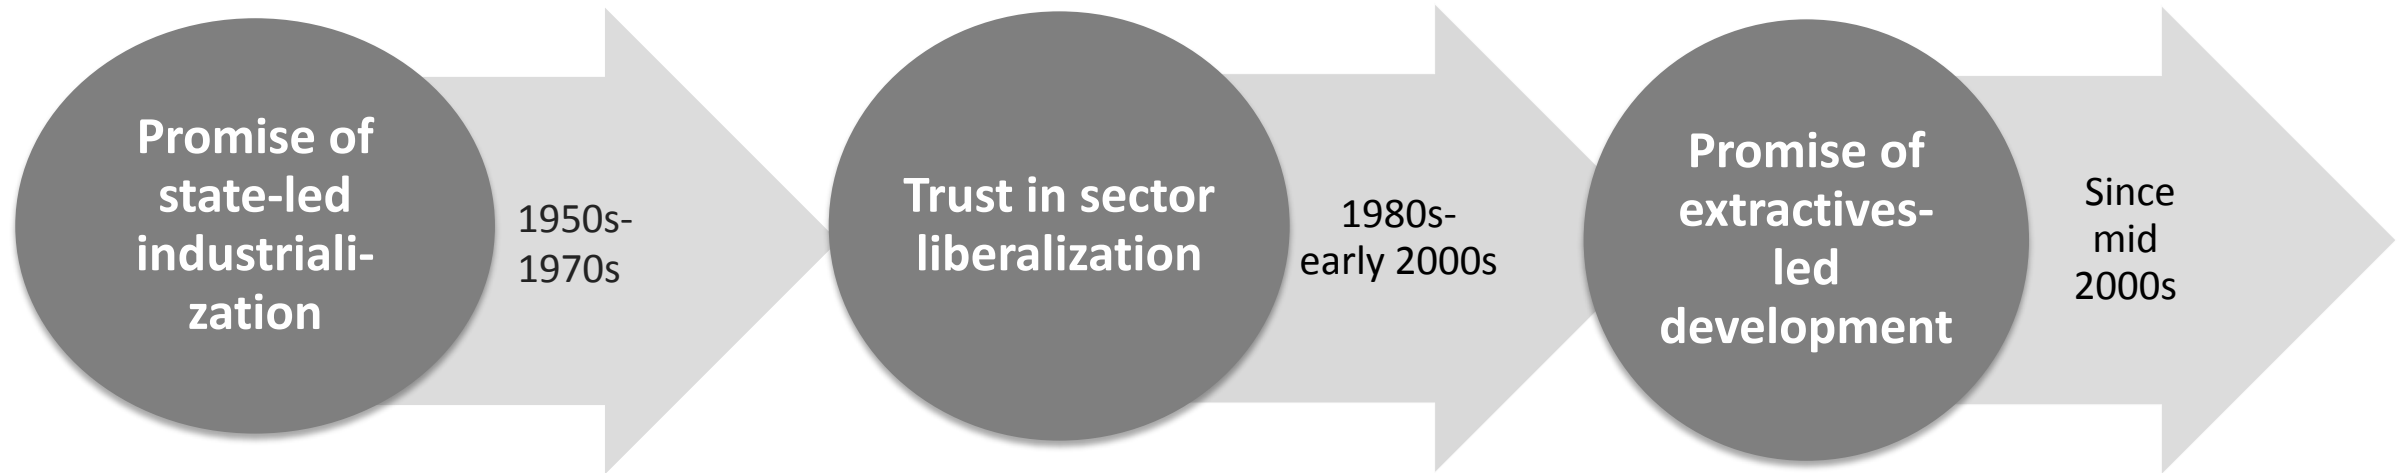 Promise of
state-led
industriali-
zation
1950s-
1970s
Trust in sector
liberalization
1980s-
early 2000s
Promise of
extractives-
led
development
Since
mid
2000s